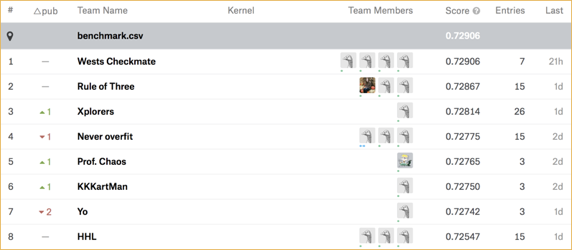 # △pub Team Name Kernel Team Members Score Entries Last
benchmark.csv 0.72906
1 — Wests Checkmate 0.72906 7 21h
2 — Rule of Three 0.72867 15 1d
3 1 Xplorers 0.72814 26 1d
4 1 Never overfit 0.72775 15 2d
5 1 Prof. Chaos 0.72765 3 2d
6 1 KKKartMan 0.72750 3 2d
7 2 Yo 0.72742 3 1d
8 — HHL 0.72547 15 1d